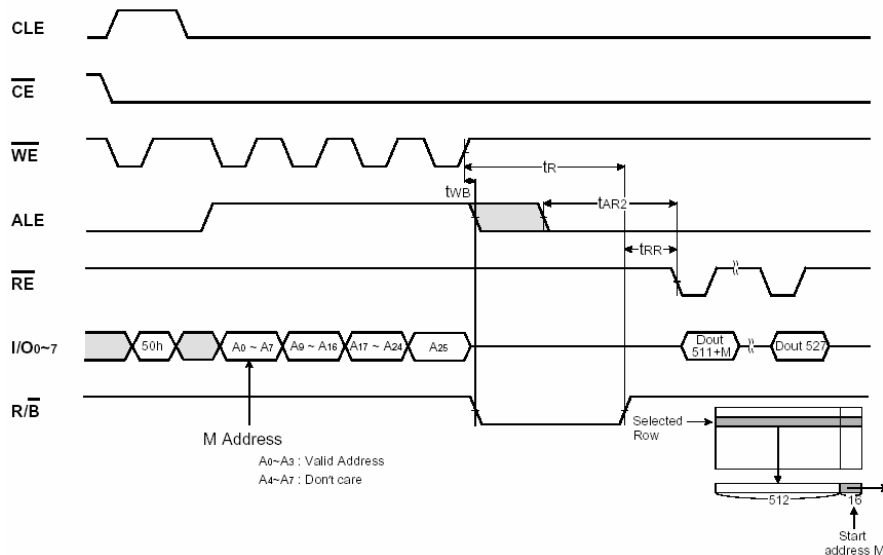 CLE
CE
WE
tR
tWB
ALE
tAR2
tRR
RE
I/O0~7
50h
A0 ~ A7
A9 ~ A16
A17 ~ A24
A25
Dout
511+M
Dout 527
R/B
M Address
A0~A3 : Valid Address
A4~A7 : Don't care
Selected
Row
512
16
Start
address M